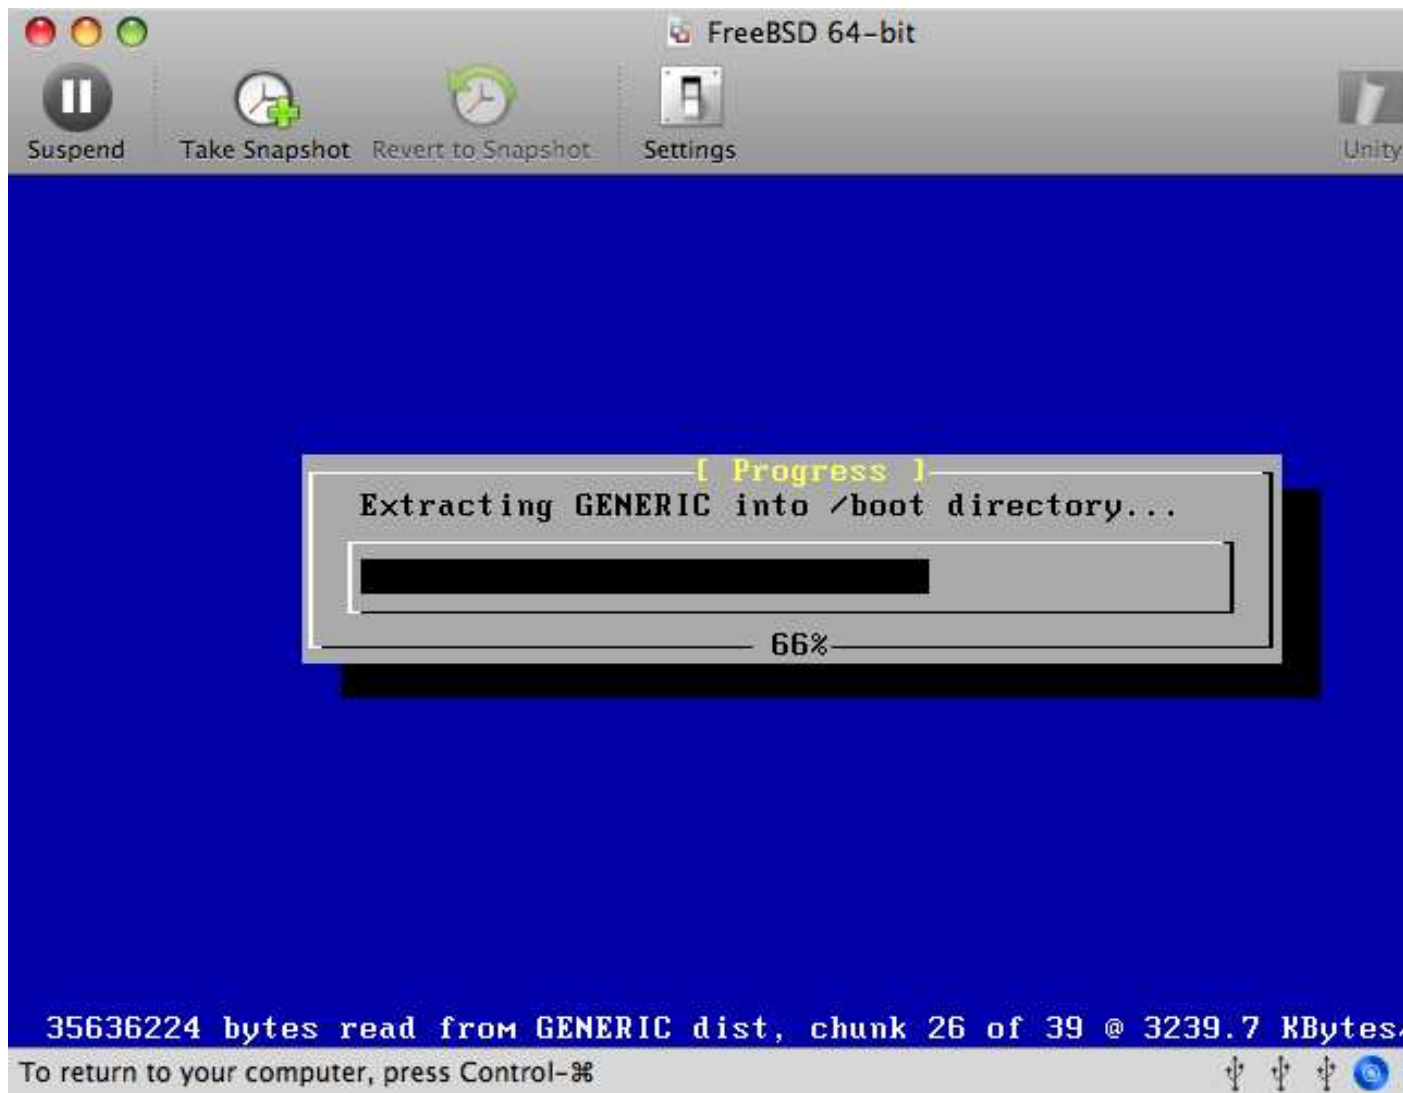 FreeBSD 64-bit
Suspend Take Snapshot Revert to Snapshot Settings Unity
[ Progress ]
Extracting GENERIC into /boot directory...
66%
35636224 bytes read from GENERIC dist, chunk 26 of 39 @ 3239.7 KBytes
To return to your computer, press Control-⌘